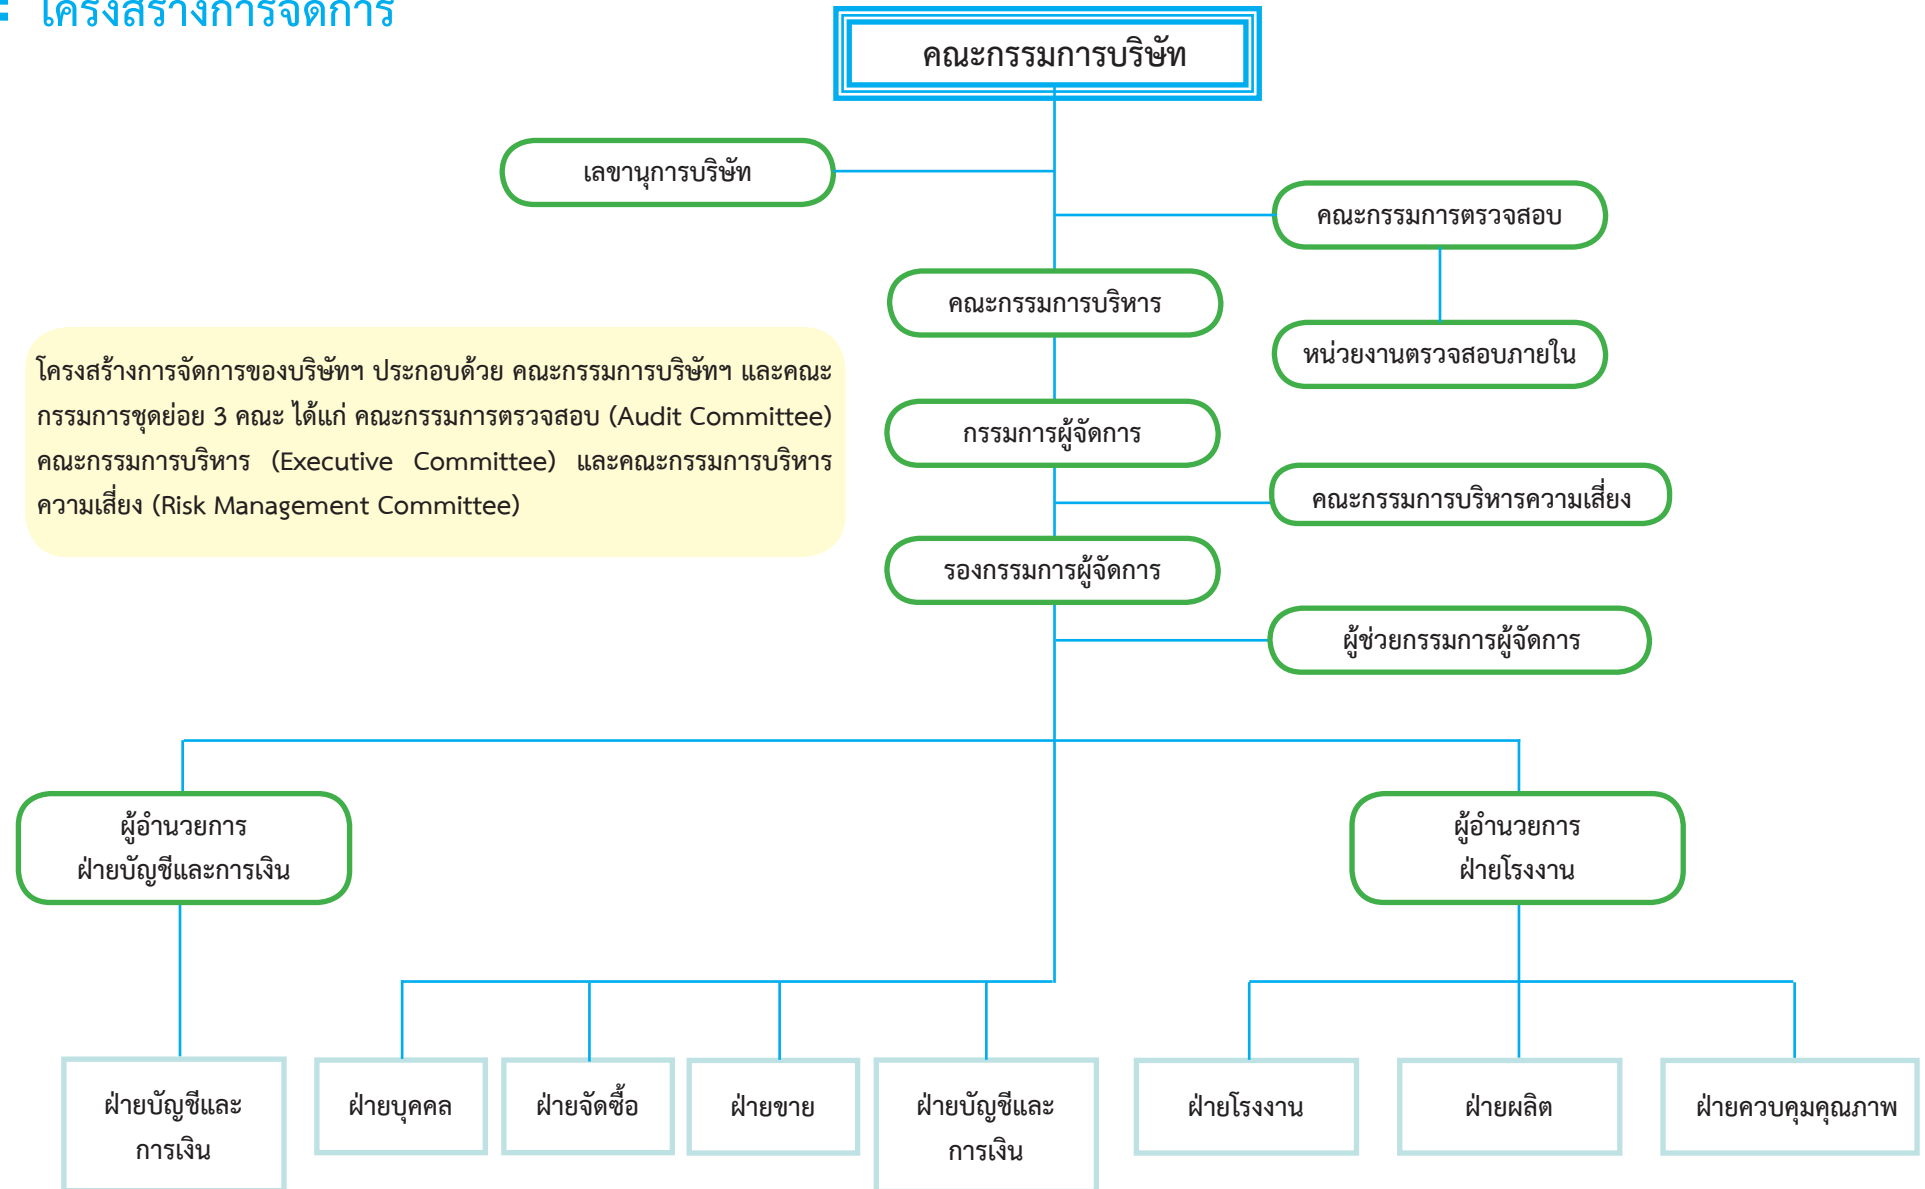 โครงสร้างการจัดการ
คณะกรรมการบริษัท
เลขานุการบริษัท
คณะกรรมการตรวจสอบ
คณะกรรมการบริหาร
หน่วยงานตรวจสอบภายใน
โครงสร้างการจัดการของบริษัทฯ ประกอบด้วย คณะกรรมการบริษัทฯ และคณะ
กรรมการชุดย่อย 3 คณะ ได้แก่ คณะกรรมการตรวจสอบ (Audit Committee)
คณะกรรมการบริหาร (Executive Committee) และคณะกรรมการบริหาร
ความเสี่ยง (Risk Management Committee)
กรรมการผู้จัดการ
คณะกรรมการบริหารความเสี่ยง
รองกรรมการผู้จัดการ
ผู้ช่วยกรรมการผู้จัดการ
ผู้อำนวยการ
ฝ่ายบัญชีและการเงิน
ผู้อำนวยการ
ฝ่ายโรงงาน
ฝ่ายบัญชีและ
การเงิน
ฝ่ายบุคคล
ฝ่ายจัดซื้อ
ฝ่ายขาย
ฝ่ายบัญชีและ
การเงิน
ฝ่ายโรงงาน
ฝ่ายผลิต
ฝ่ายควบคุมคุณภาพ